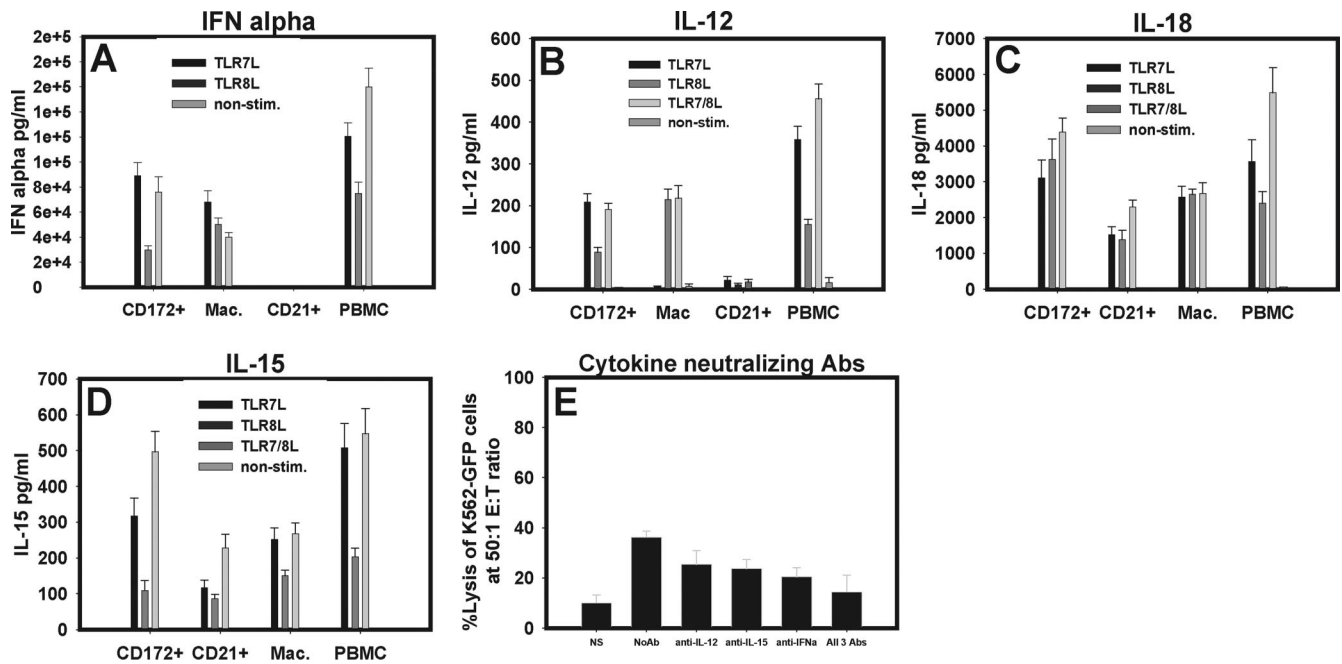 IFN alpha
A
IFN alpha pg/ml
2e+5
2e+5
2e+5
1e+5
1e+5
1e+5
8e+4
6e+4
4e+4
2e+4
0
TLR7L
TLR8L
non-stim.
CD172+ Mac. CD21+ PBMC
IL-12
B
IL-12 pg/ml
600
500
400
300
200
100
0
TLR7L
TLR8L
TLR7/8L
non-stim.
CD172+ Mac CD21+ PBMC
IL-18
C
IL-18 pg/ml
7000
6000
5000
4000
3000
2000
1000
0
TLR7L
TLR8L
TLR7/8L
non-stim.
CD172+ CD21+ Mac. PBMC
IL-15
D
IL-15 pg/ml
700
600
500
400
300
200
100
0
TLR7L
TLR8L
TLR7/8L
non-stim.
CD172+ CD21+ Mac. PBMC
Cytokine neutralizing Abs
E
%Lysis of K562-GFP cells
at 50:1 E:T ratio
100
80
60
40
20
0
NS NoAb anti-IL-12 anti-IL-15 anti-IFNa All 3 Abs